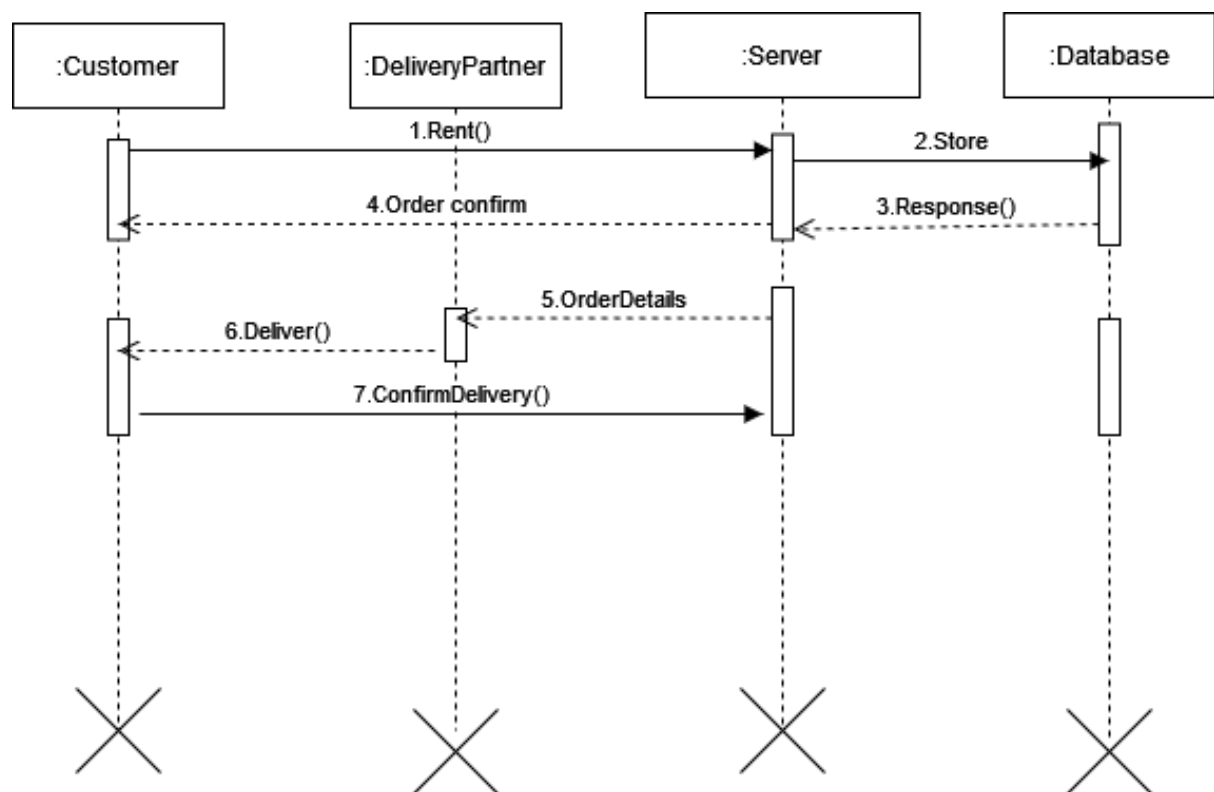 :Customer
:DeliveryPartner
:Server
:Database
1.Rent()
2.Store
4.Order confirm
3.Response()
5.OrderDetails
6.Deliver()
7.ConfirmDelivery()